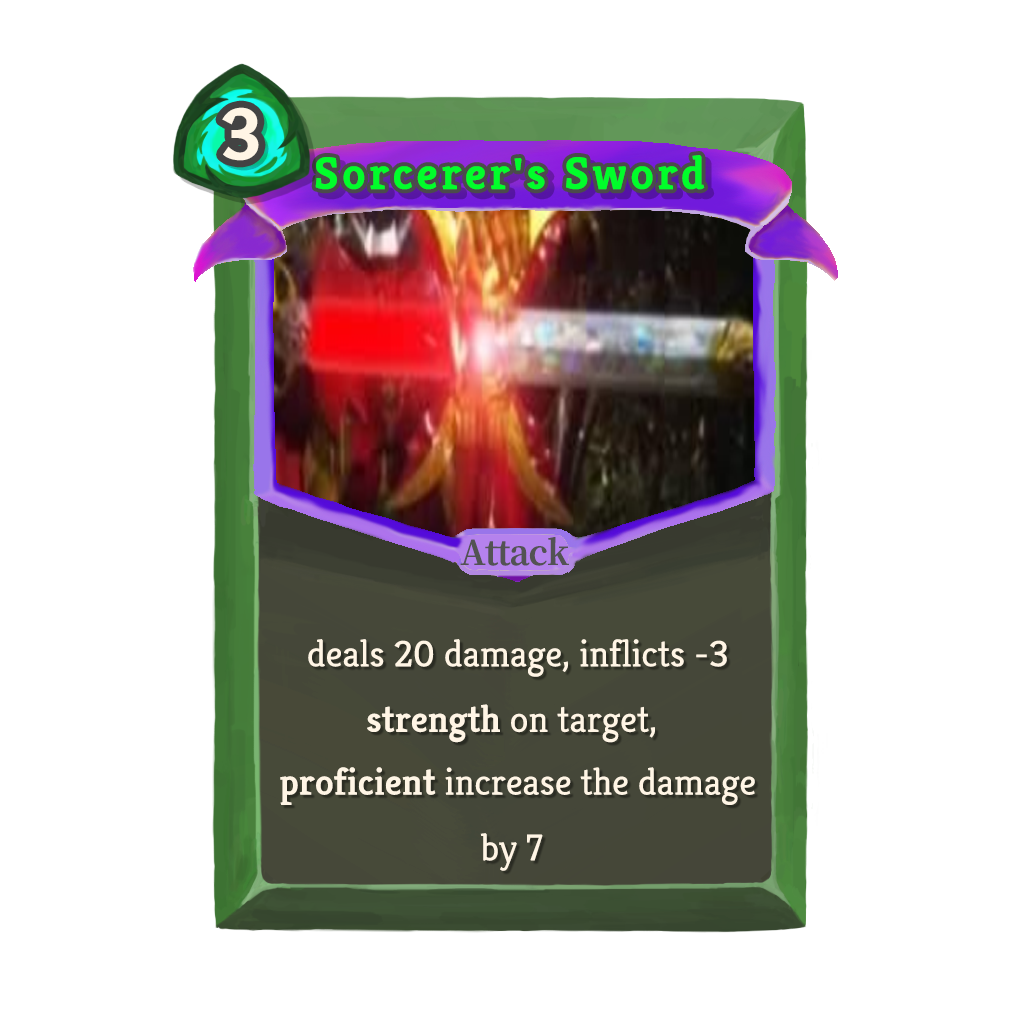 3
Sorcerer's Sword
Attack
deals 20 damage, inflicts -3
strength on target,
proficient increase the damage
by 7